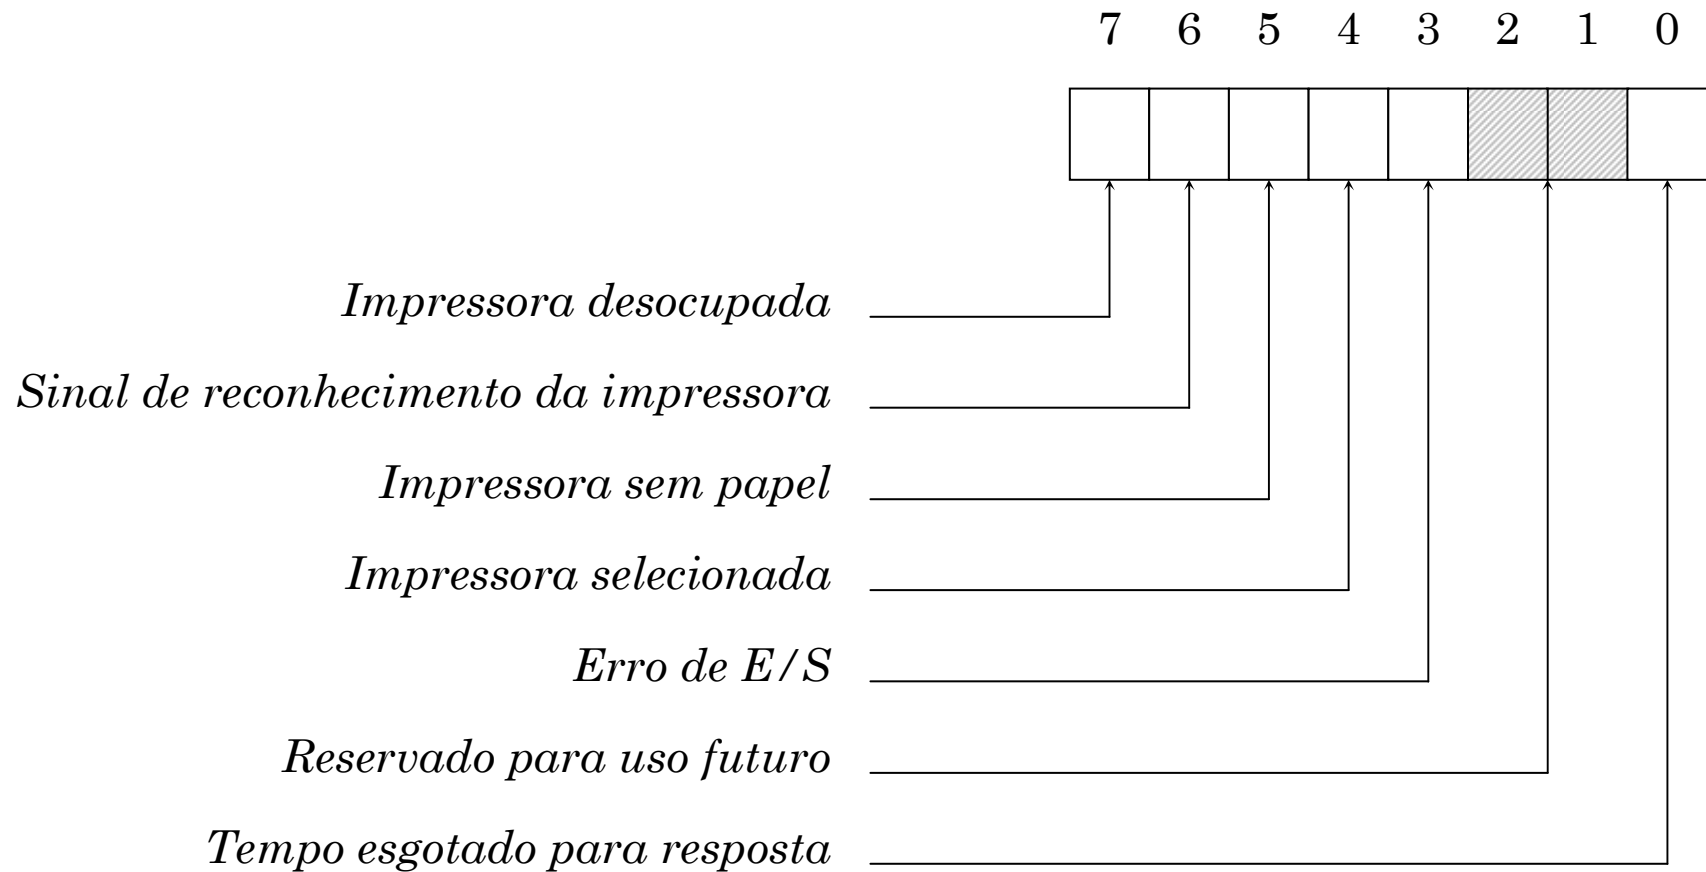 7 6 5 4 3 2 1 0
Impressora desocupada
Sinal de reconhecimento da impressora
Impressora sem papel
Impressora selecionada
Erro de E/S
Reservado para uso futuro
Tempo esgotado para resposta